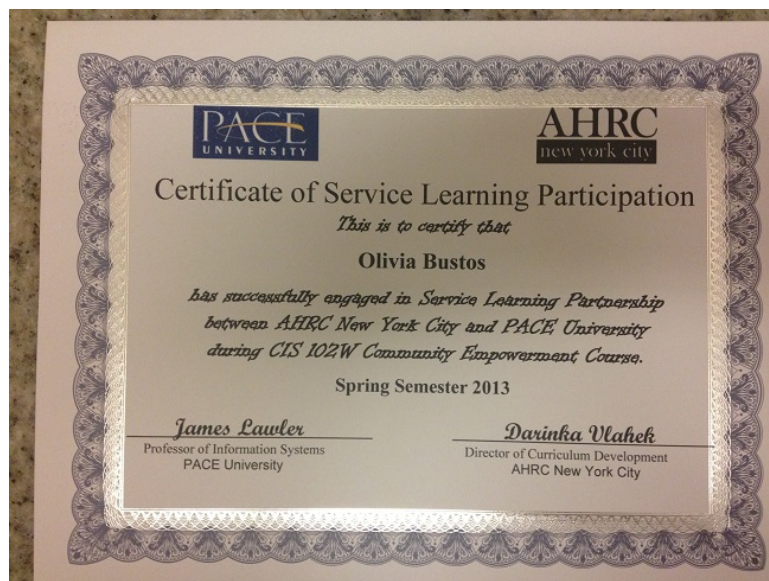 PACE
UNIVERSITY
AHRC
new york city
Certificate of Service Learning Participation
This is to certify that
Olivia Bustos
has successfully engaged in Service Learning Partnership
between AHRC New York City and PACE University
during CIS 102W Community Empowerment Course.
Spring Semester 2013
James Lawler
Professor of Information Systems
PACE University
Darinka Vlahek
Director of Curriculum Development
AHRC New York City